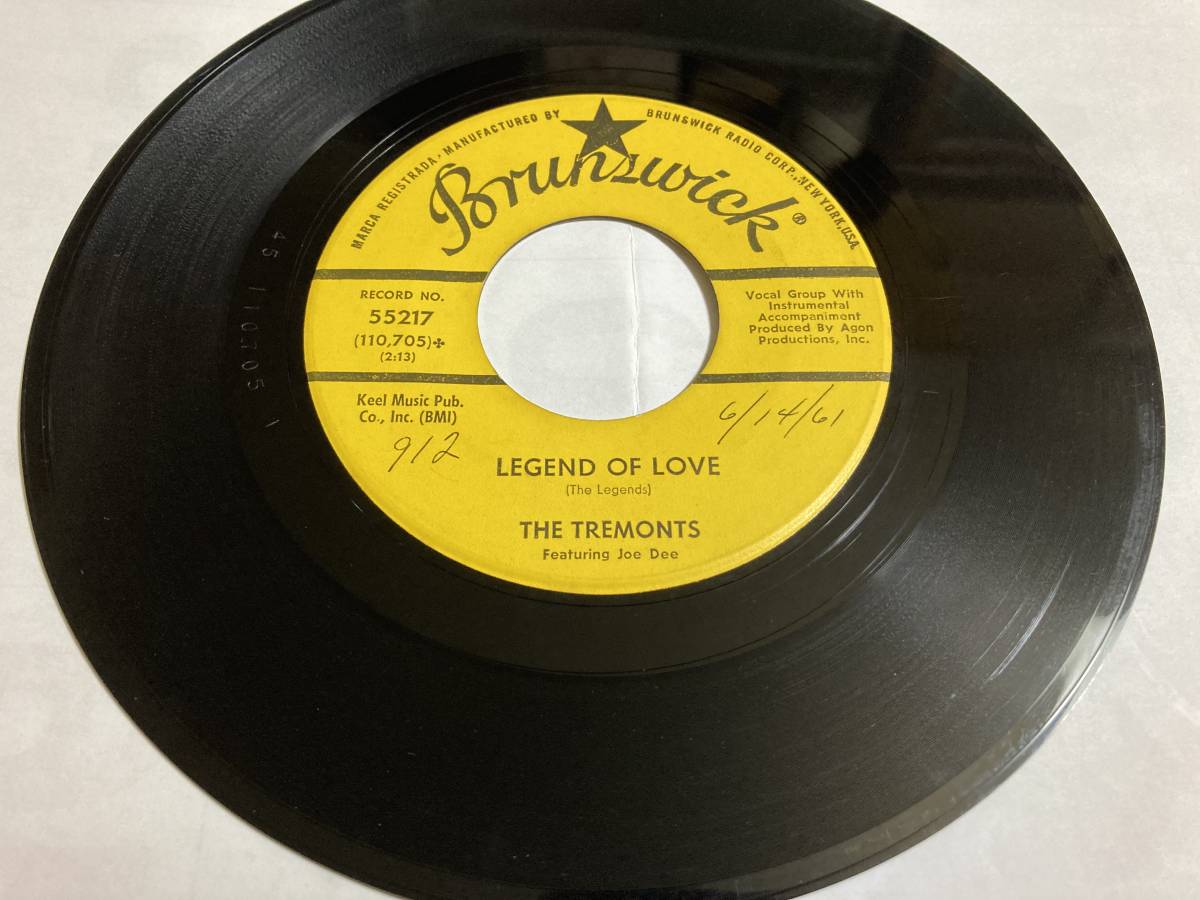 MARCA REGISTRADA · MANUFACTURED BY BRUNSWICK RADIO CORP., NEW YORK, U.S.A.
Brunswick®
RECORD NO.
55217
(110,705)✣
(2:13)
Vocal Group With
Instrumental
Accompaniment
Produced By Agon
Productions, Inc.
Keel Music Pub.
Co., Inc. (BMI)
912
6/14/61
LEGEND OF LOVE
(The Legends)
THE TREMONTS
Featuring Joe Dee
45 110705